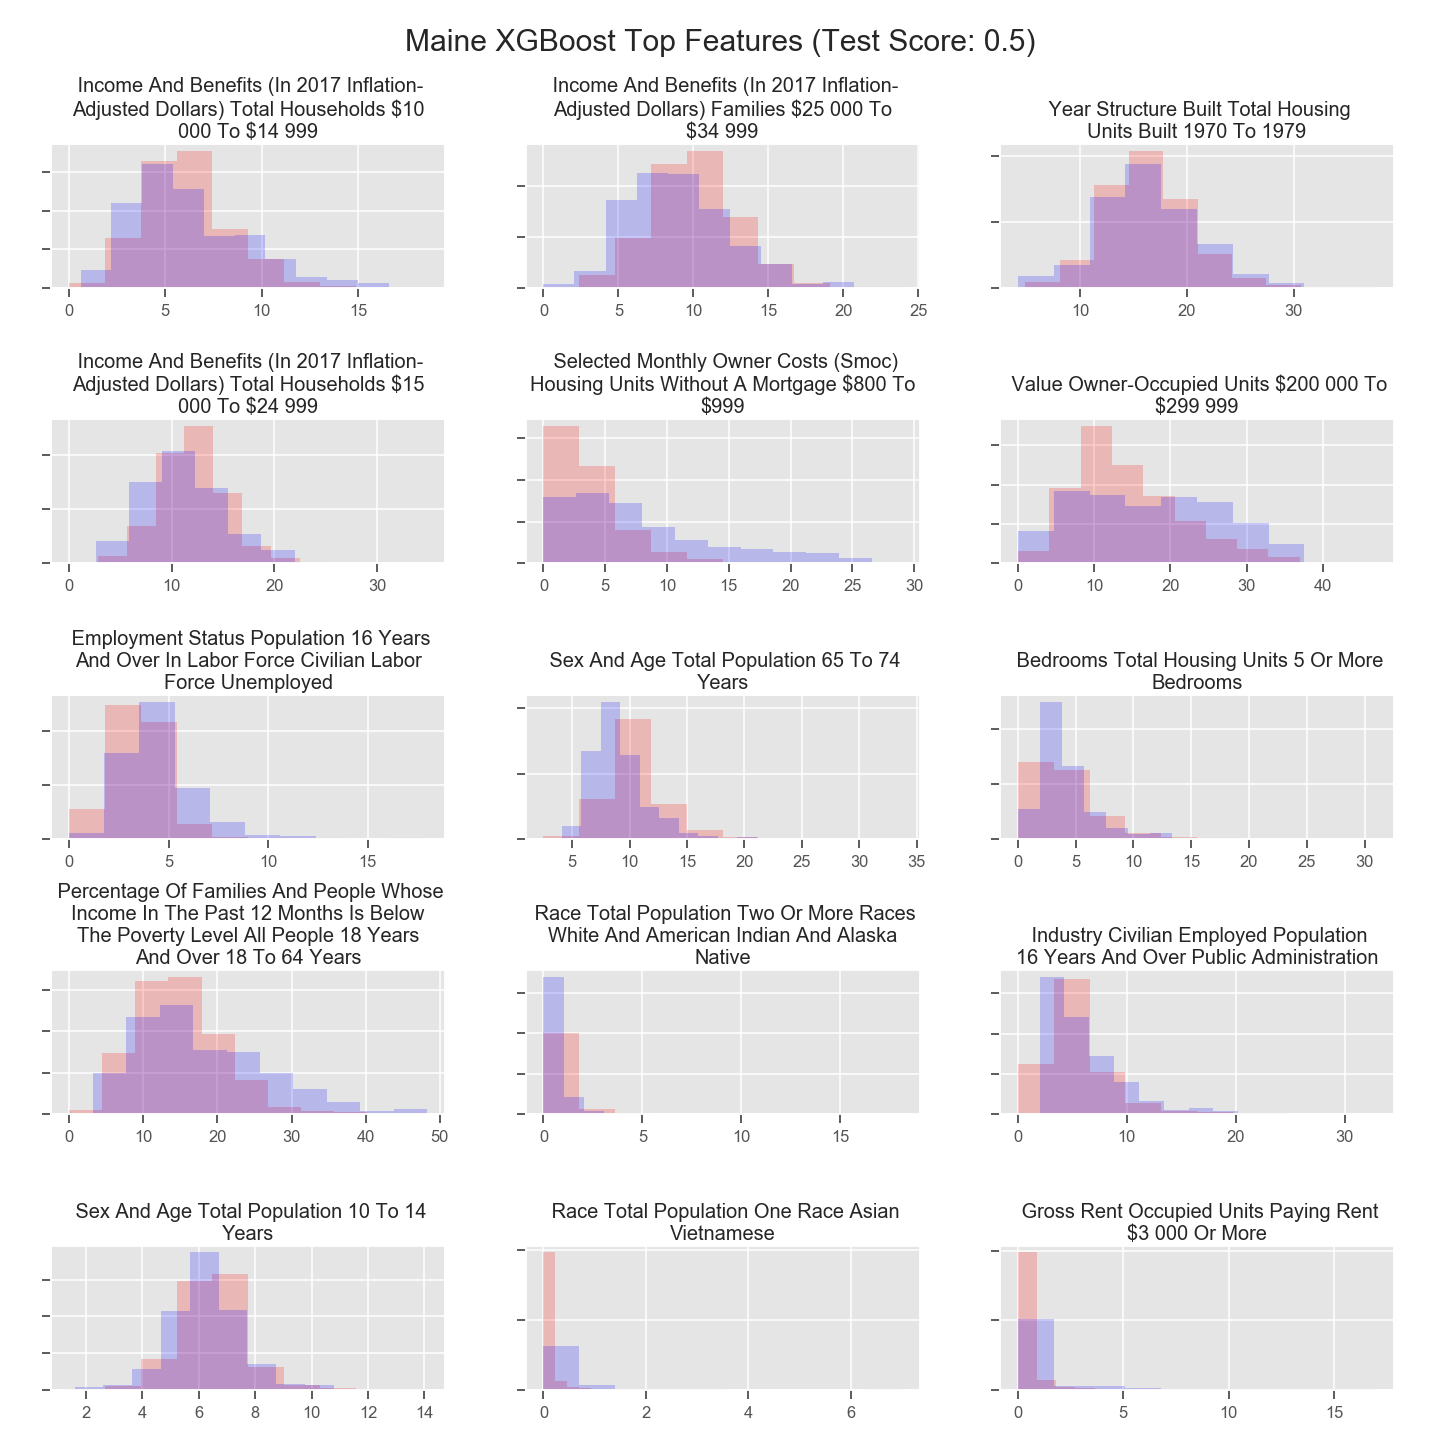 Maine XGBoost Top Features (Test Score: 0.5)
Income And Benefits (In 2017 Inflation-
Adjusted Dollars) Total Households $10
000 To $14 999
0 5 10 15
Income And Benefits (In 2017 Inflation-
Adjusted Dollars) Families $25 000 To
$34 999
0 5 10 15 20 25
Year Structure Built Total Housing
Units Built 1970 To 1979
10 20 30
Income And Benefits (In 2017 Inflation-
Adjusted Dollars) Total Households $15
000 To $24 999
0 10 20 30
Selected Monthly Owner Costs (Smoc)
Housing Units Without A Mortgage $800 To
$999
0 5 10 15 20 25 30
Value Owner-Occupied Units $200 000 To
$299 999
0 10 20 30 40
Employment Status Population 16 Years
And Over In Labor Force Civilian Labor
Force Unemployed
0 5 10 15
Sex And Age Total Population 65 To 74
Years
5 10 15 20 25 30 35
Bedrooms Total Housing Units 5 Or More
Bedrooms
0 5 10 15 20 25 30
Percentage Of Families And People Whose
Income In The Past 12 Months Is Below
The Poverty Level All People 18 Years
And Over 18 To 64 Years
0 10 20 30 40 50
Race Total Population Two Or More Races
White And American Indian And Alaska
Native
0 5 10 15
Industry Civilian Employed Population
16 Years And Over Public Administration
0 10 20 30
Sex And Age Total Population 10 To 14
Years
2 4 6 8 10 12 14
Race Total Population One Race Asian
Vietnamese
0 2 4 6
Gross Rent Occupied Units Paying Rent
$3 000 Or More
0 5 10 15